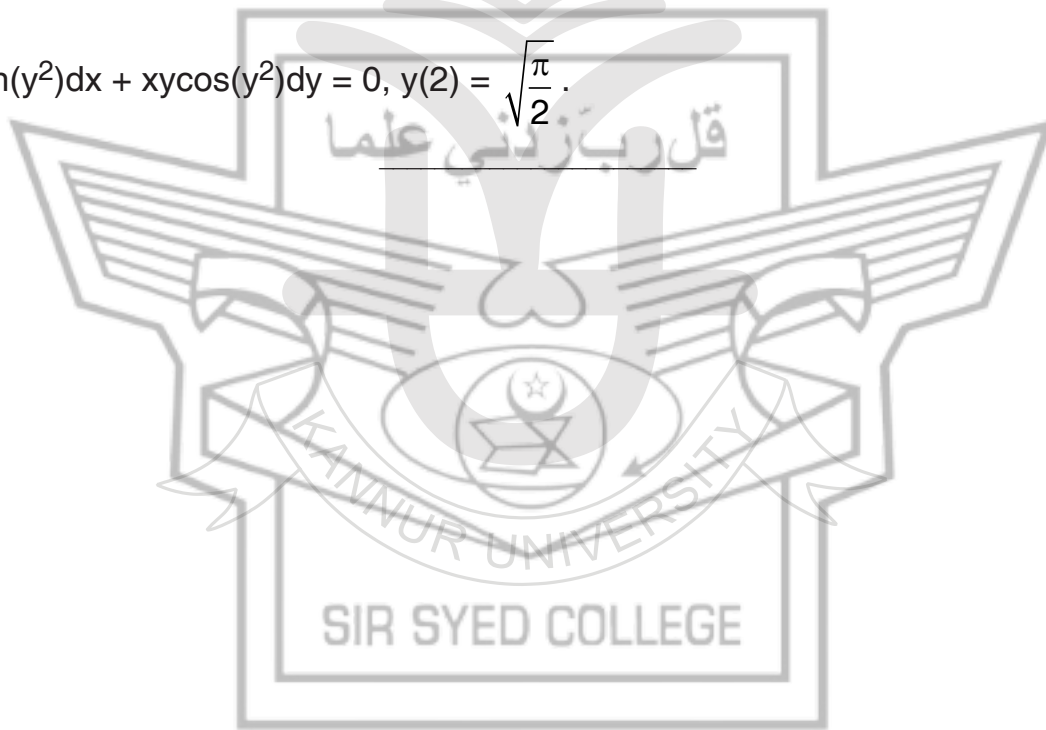 n(y²)dx + xycos(y²)dy = 0, y(2) = √(π/2) .
قل ربّ زدني علما
KANNUR UNIVERSITY
SIR SYED COLLEGE